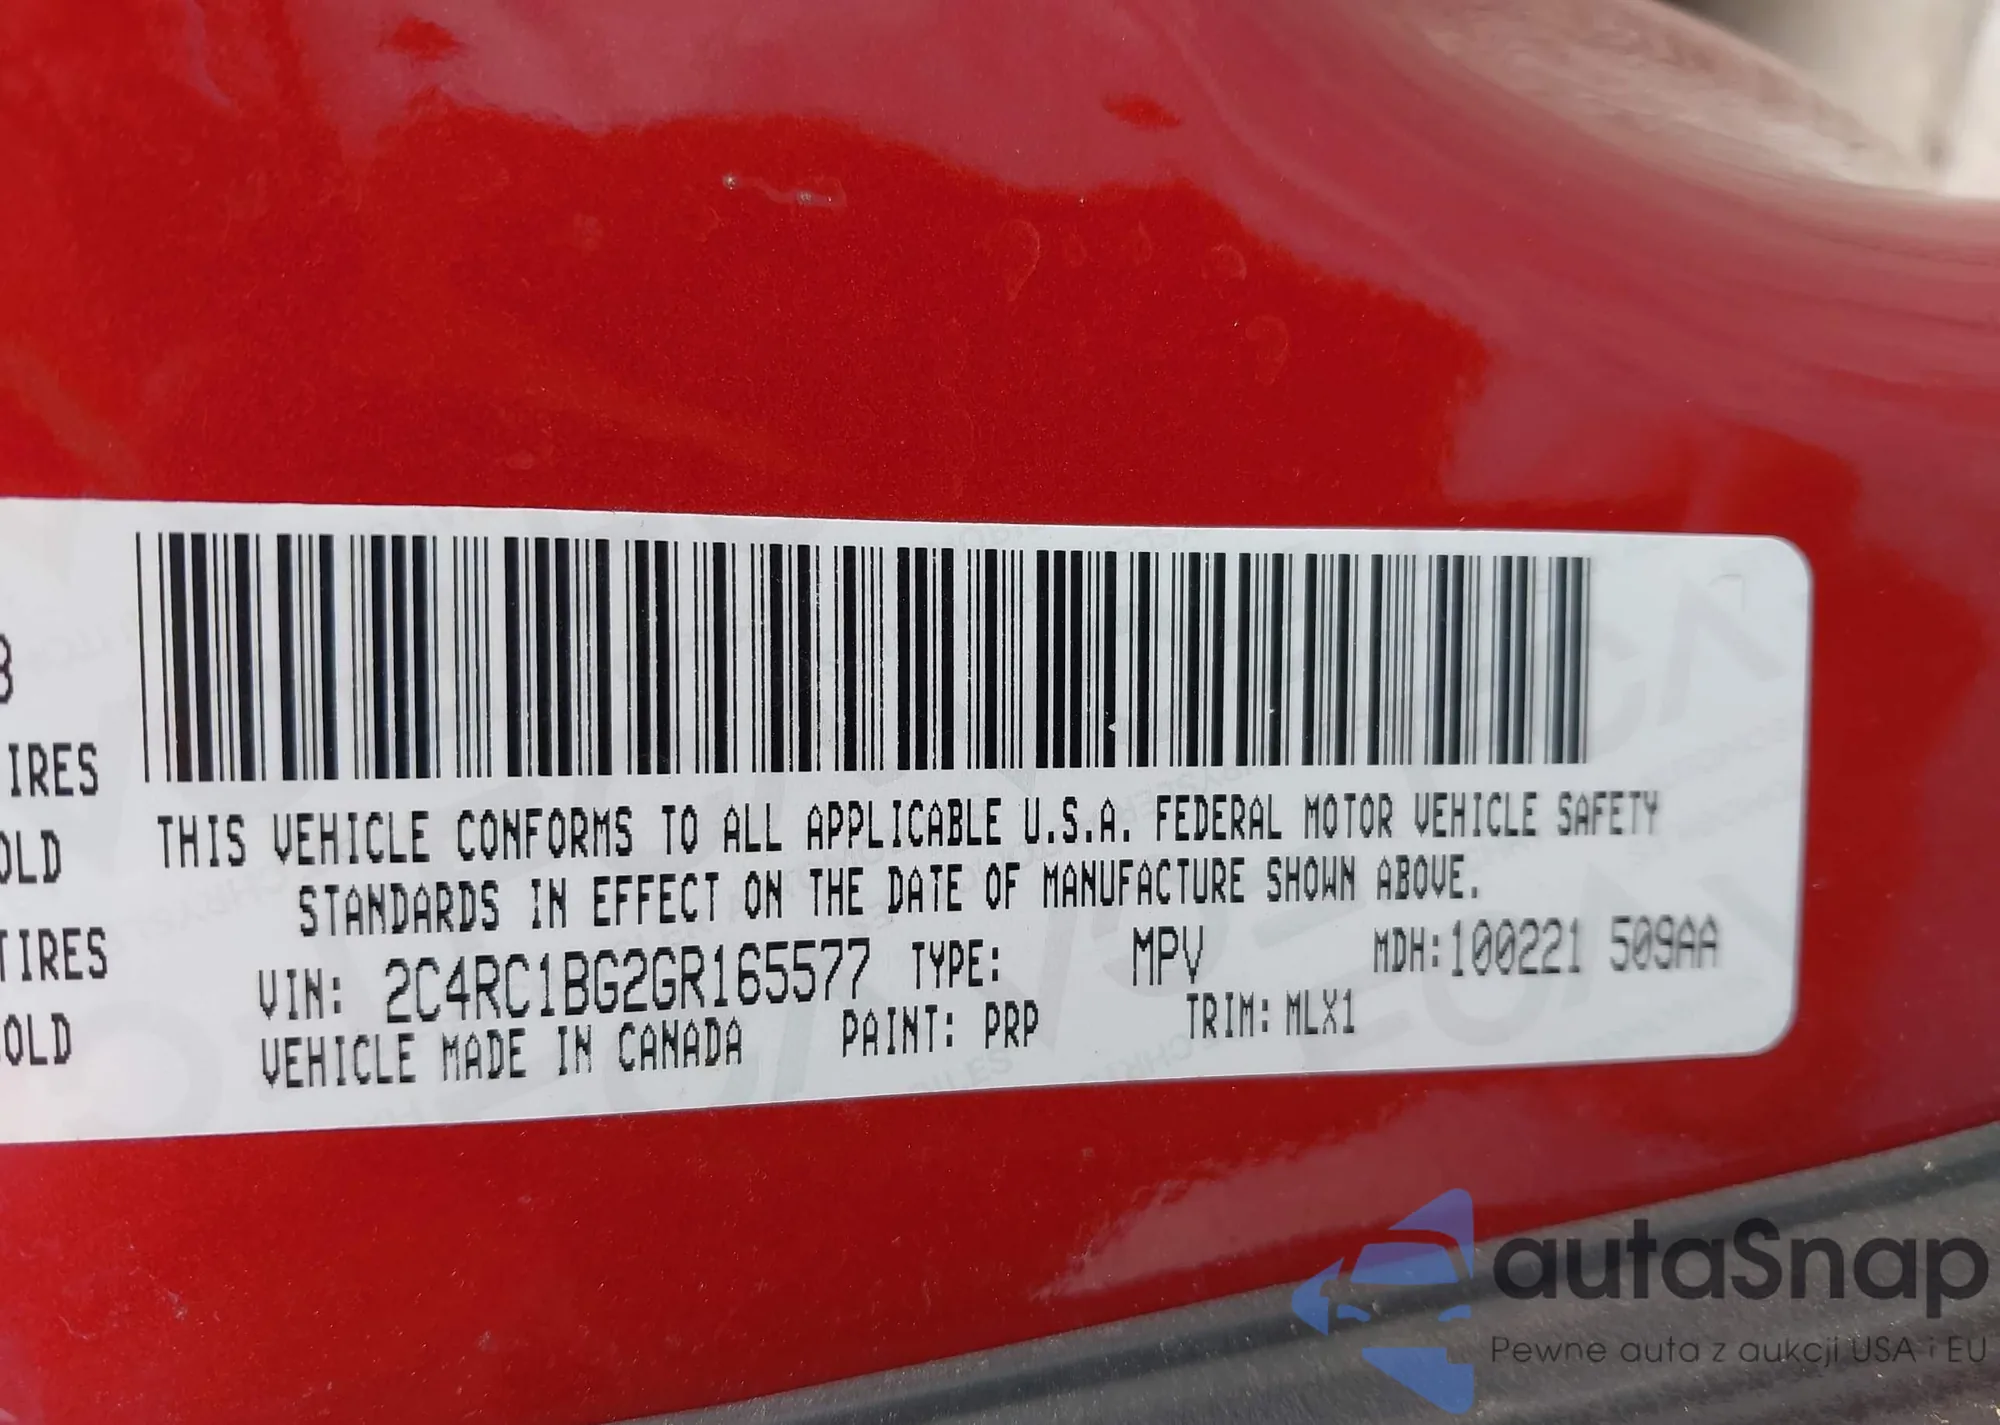 8
IRES
OLD
TIRES
OLD
THIS VEHICLE CONFORMS TO ALL APPLICABLE U.S.A. FEDERAL MOTOR VEHICLE SAFETY
STANDARDS IN EFFECT ON THE DATE OF MANUFACTURE SHOWN ABOVE.
VIN: 2C4RC1BG2GR165577 TYPE: MPV MDH:100221 509AA
VEHICLE MADE IN CANADA PAINT: PRP TRIM: MLX1
autaSnap
Pewne auta z aukcji USA i EU